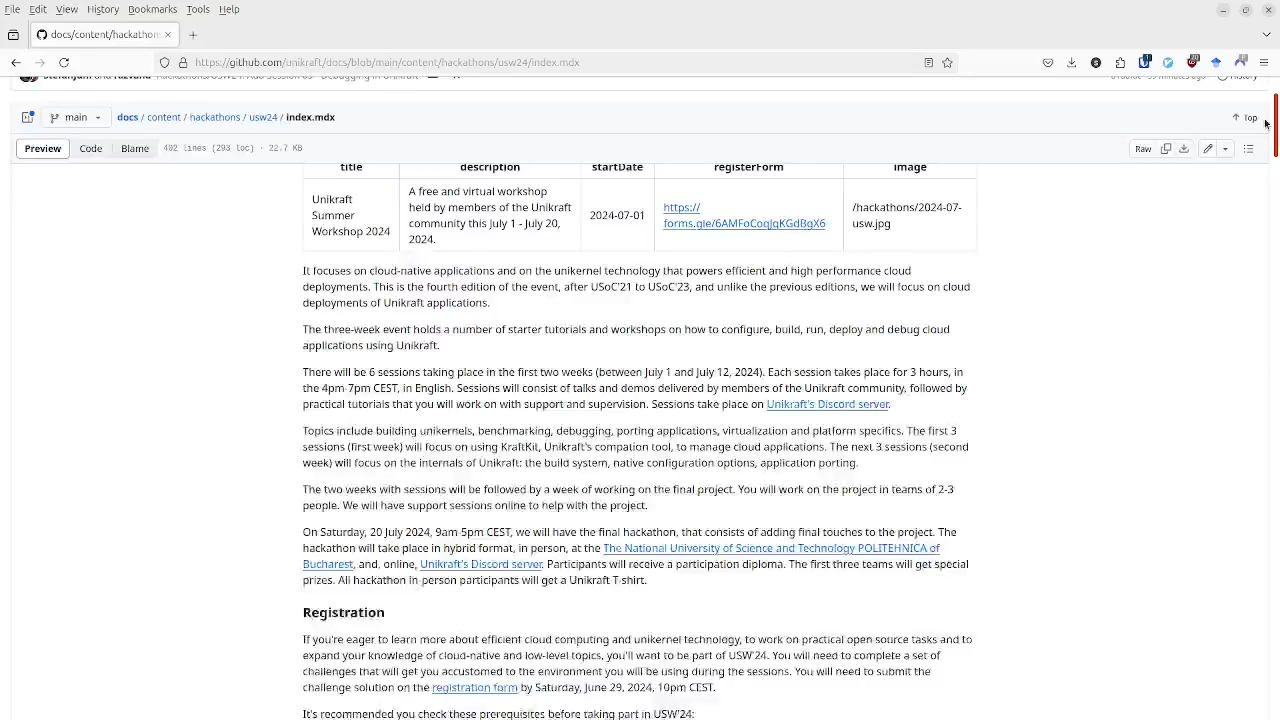 File Edit View History Bookmarks Tools Help
docs/content/hackathon
https://github.com/unikraft/docs/blob/main/content/hackathons/usw24/index.mdx
main docs / content / hackathons / usw24 / index.mdx Top
Preview Code Blame 402 lines (293 loc) · 22.7 KB Raw
title description startDate registerForm image
Unikraft
Summer
Workshop 2024
A free and virtual workshop
held by members of the Unikraft
community this July 1 - July 20,
2024.
2024-07-01
https://
forms.gle/6AMFoCoqJqKGdBgX6
/hackathons/2024-07-
usw.jpg
It focuses on cloud-native applications and on the unikernel technology that powers efficient and high performance cloud
deployments. This is the fourth edition of the event, after USoC'21 to USoC'23, and unlike the previous editions, we will focus on cloud
deployments of Unikraft applications.
The three-week event holds a number of starter tutorials and workshops on how to configure, build, run, deploy and debug cloud
applications using Unikraft.
There will be 6 sessions taking place in the first two weeks (between July 1 and July 12, 2024). Each session takes place for 3 hours, in
the 4pm-7pm CEST, in English. Sessions will consist of talks and demos delivered by members of the Unikraft community, followed by
practical tutorials that you will work on with support and supervision. Sessions take place on Unikraft's Discord server.
Topics include building unikernels, benchmarking, debugging, porting applications, virtualization and platform specifics. The first 3
sessions (first week) will focus on using KraftKit, Unikraft's companion tool, to manage cloud applications. The next 3 sessions (second
week) will focus on the internals of Unikraft: the build system, native configuration options, application porting.
The two weeks with sessions will be followed by a week of working on the final project. You will work on the project in teams of 2-3
people. We will have support sessions online to help with the project.
On Saturday, 20 July 2024, 9am-5pm CEST, we will have the final hackathon, that consists of adding final touches to the project. The
hackathon will take place in hybrid format, in person, at the The National University of Science and Technology POLITEHNICA of
Bucharest, and, online, Unikraft's Discord server. Participants will receive a participation diploma. The first three teams will get special
prizes. All hackathon in-person participants will get a Unikraft T-shirt.
Registration
If you're eager to learn more about efficient cloud computing and unikernel technology, to work on practical open source tasks and to
expand your knowledge of cloud-native and low-level topics, you'll want to be part of USW'24. You will need to complete a set of
challenges that will get you accustomed to the environment you will be using during the sessions. You will need to submit the
challenge solution on the registration form by Saturday, June 29, 2024, 10pm CEST.
It's recommended you check these prerequisites before taking part in USW'24: